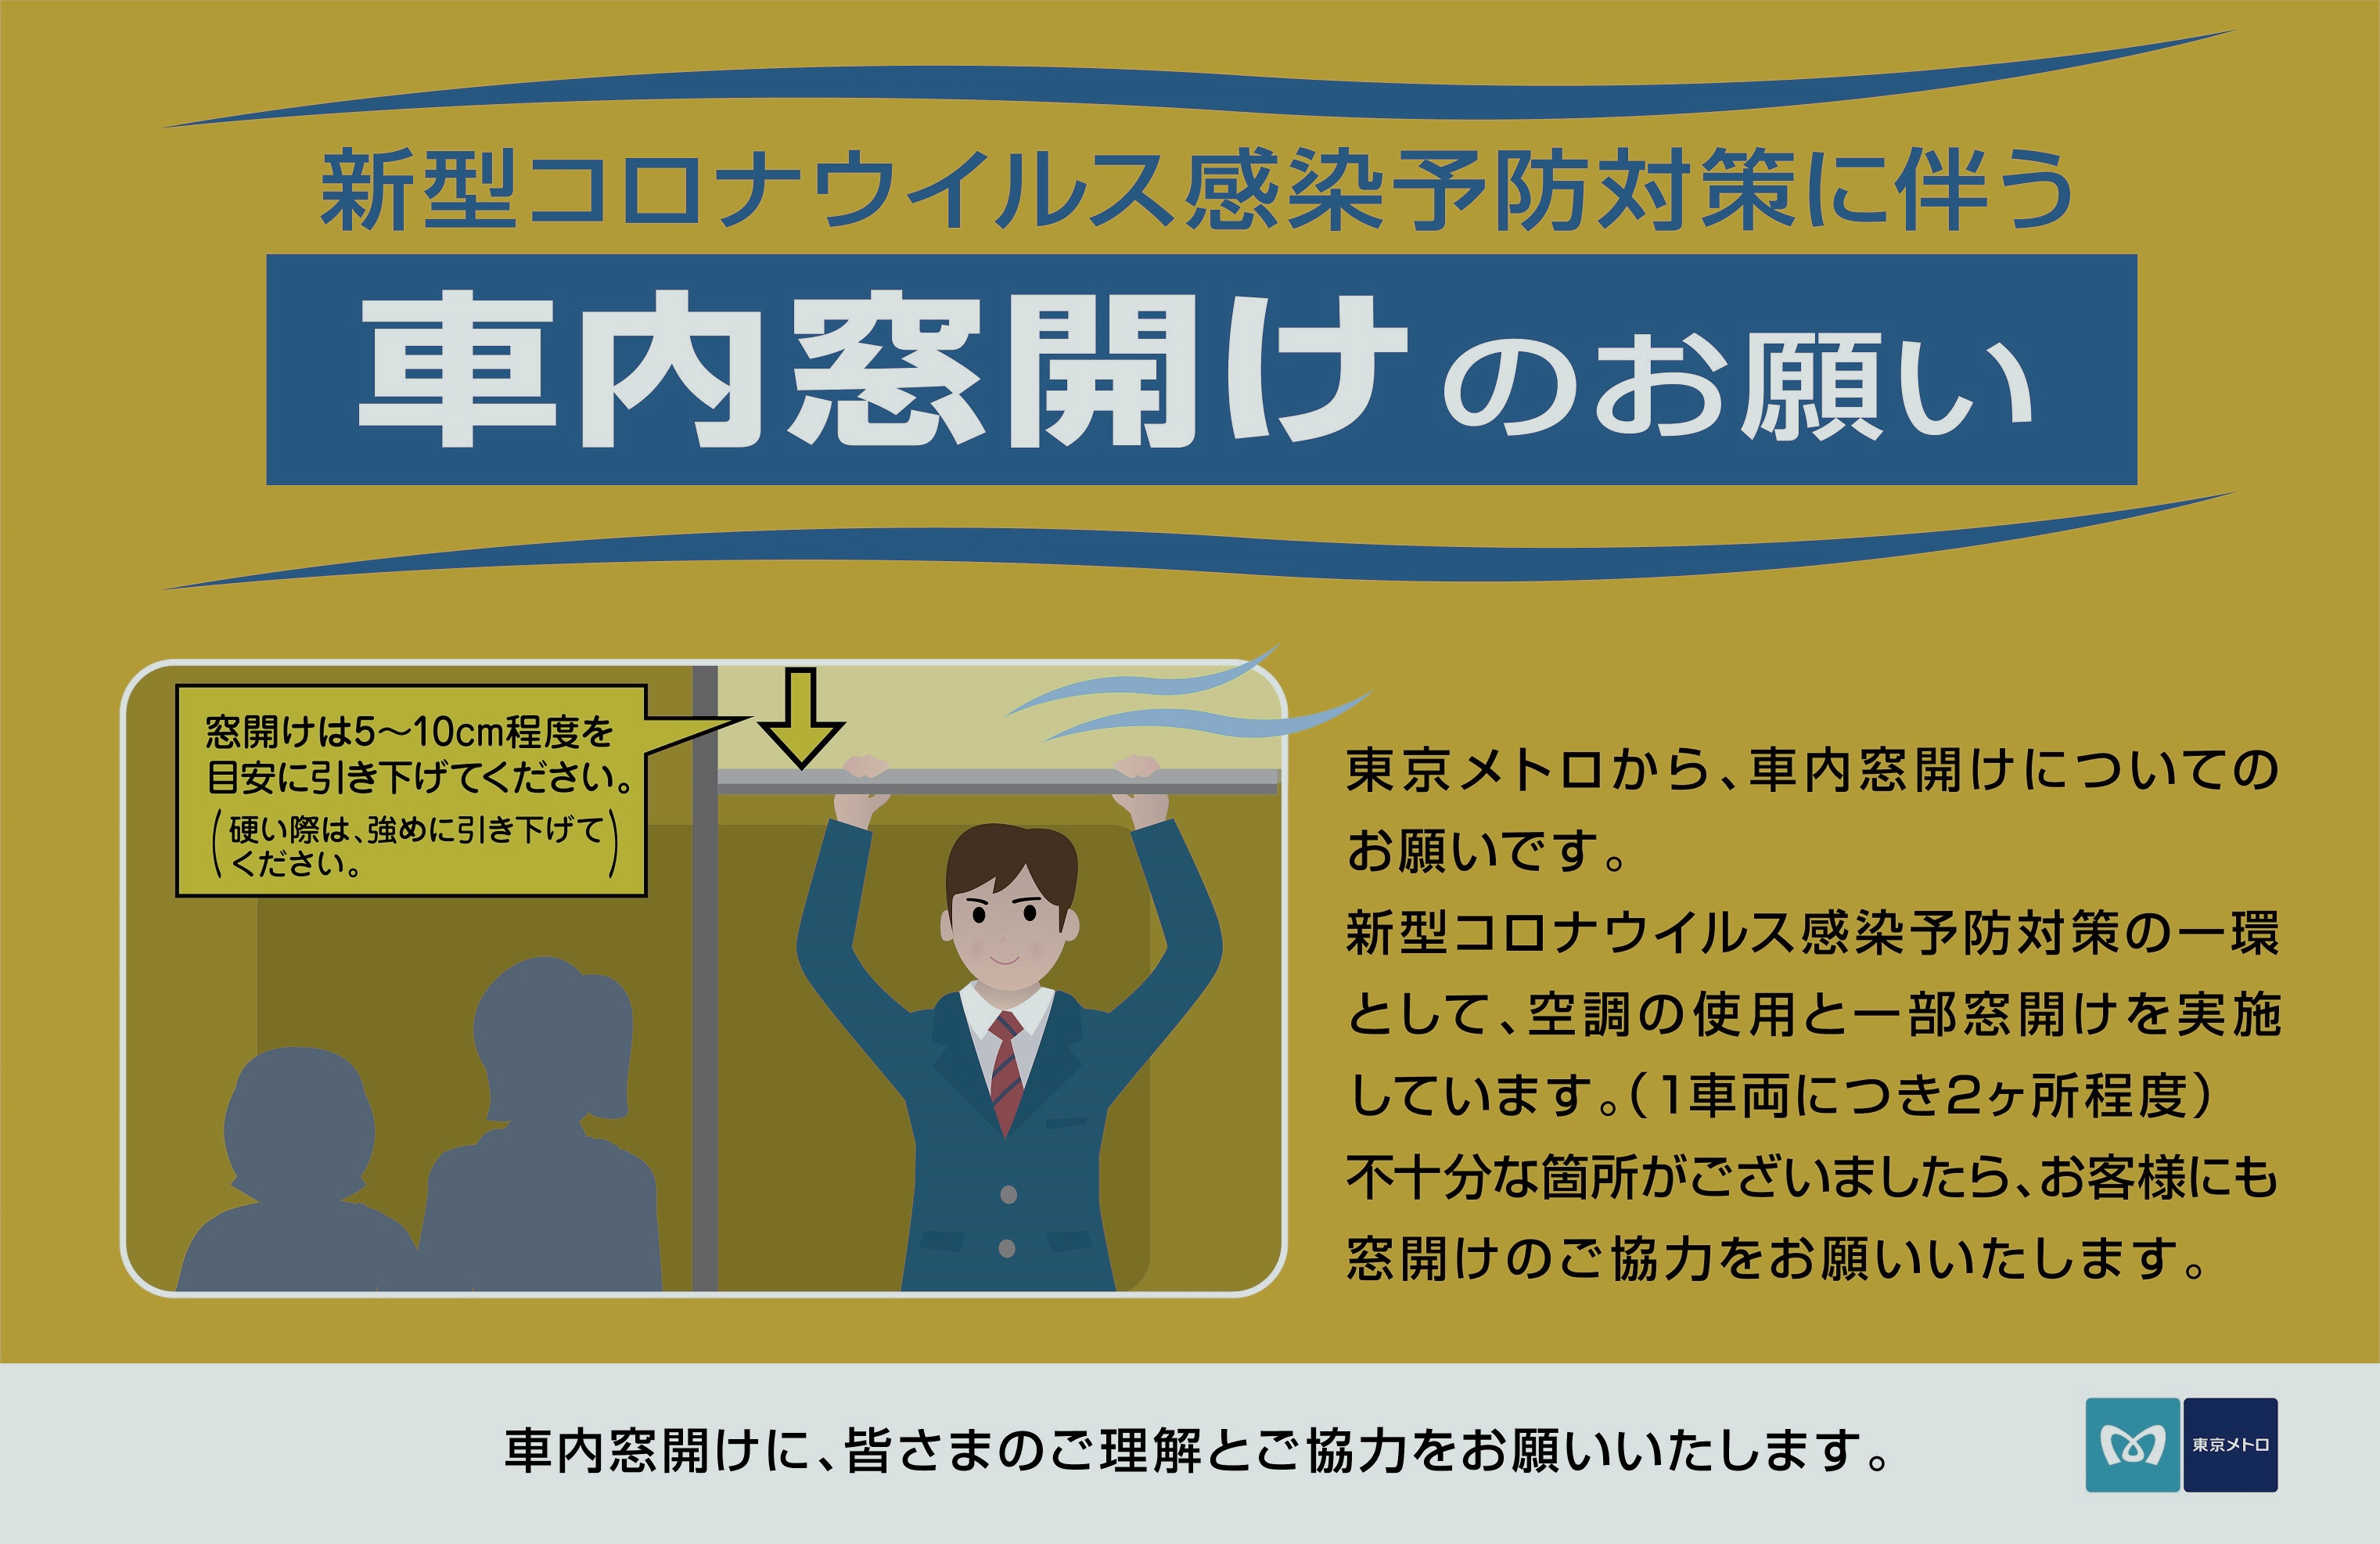 新型コロナウイルス感染予防対策に伴う
車内窓開けのお願い
窓開けは5～10cm程度を
目安に引き下げてください。
(硬い際は、強めに引き下げて
ください。)
東京メトロから、車内窓開けについての
お願いです。
新型コロナウイルス感染予防対策の一環
として、空調の使用と一部窓開けを実施
しています。(1車両につき2ヶ所程度)
不十分な箇所がございましたら、お客様にも
窓開けのご協力をお願いいたします。
車内窓開けに、皆さまのご理解とご協力をお願いいたします。
東京メトロ